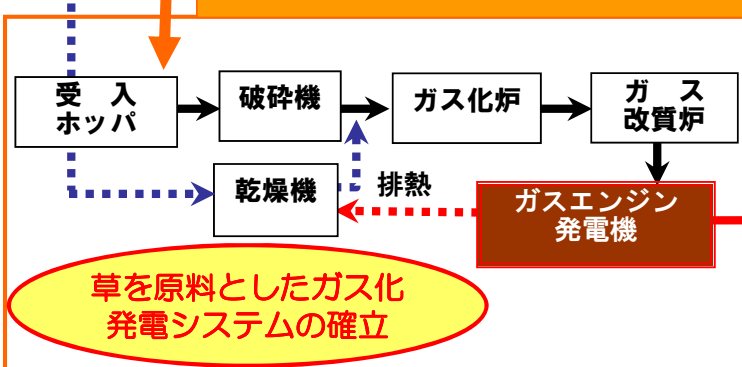 受　入
ホッパ
破砕機
ガス化炉
ガ　ス
改質炉
乾燥機
排熱
ガスエンジン
発電機
草を原料としたガス化
発電システムの確立